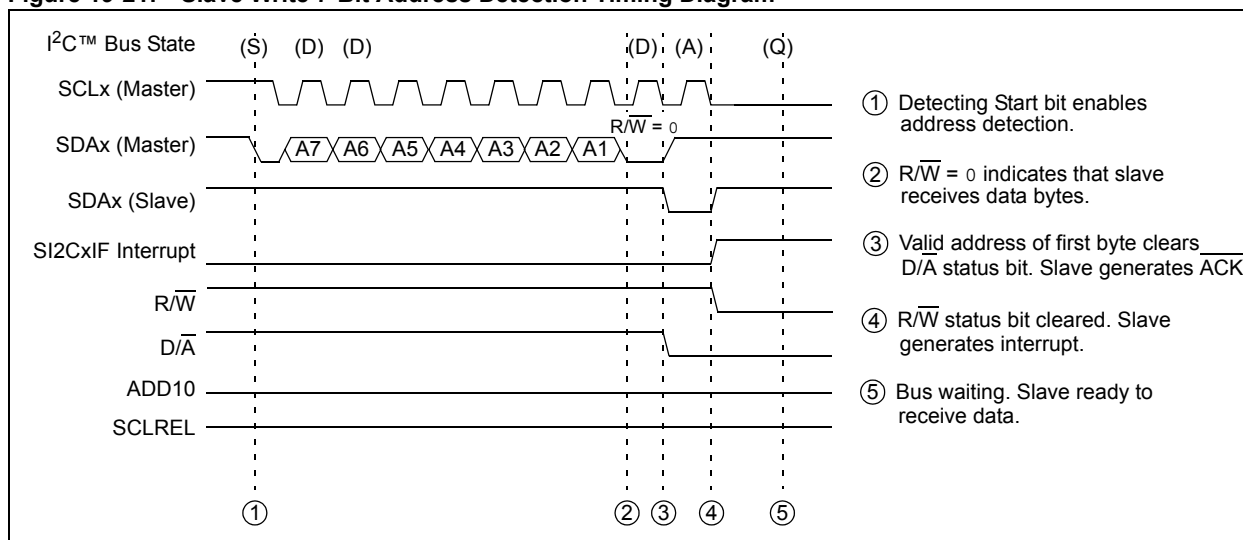 I²C™ Bus State (S) (D) (D) (D) (A) (Q)
SCLx (Master)
R/W̅ = 0
SDAx (Master) A7 A6 A5 A4 A3 A2 A1
SDAx (Slave)
SI2CxIF Interrupt
R/W̅
D/A̅
ADD10
SCLREL
① ② ③ ④ ⑤
① Detecting Start bit enables
address detection.
② R/W̅ = 0 indicates that slave
receives data bytes.
③ Valid address of first byte clears
D/A̅ status bit. Slave generates A̅C̅K̅
④ R/W̅ status bit cleared. Slave
generates interrupt.
⑤ Bus waiting. Slave ready to
receive data.